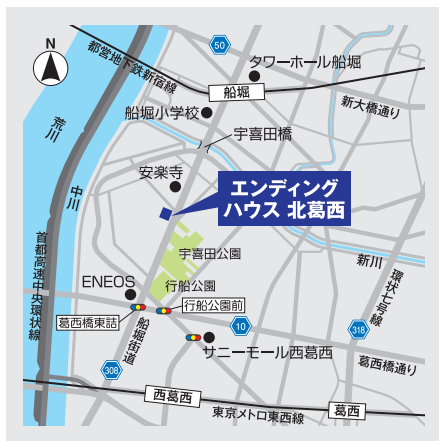 N
50
タワーホール船堀
都営地下鉄新宿線
船堀
新大橋通り
船堀小学校
宇喜田橋
荒川
安楽寺
エンディング
ハウス 北葛西
中川
宇喜田公園
新川
首都高速中央環状線
ENEOS
行船公園
環状七号線
行船公園前
葛西橋東詰
船堀街道
10
318
サニーモール西葛西
葛西橋通り
308
西葛西
東京メトロ東西線
葛西